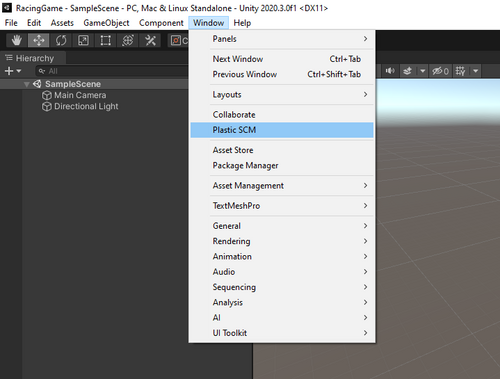 RacingGame - SampleScene - PC, Mac & Linux Standalone - Unity 2020.3.0f1 <DX11>
File Edit Assets GameObject Component Window Help
Hierarchy
All
SampleScene
Main Camera
Directional Light
Panels
Next Window Ctrl+Tab
Previous Window Ctrl+Shift+Tab
Layouts
Collaborate
Plastic SCM
Asset Store
Package Manager
Asset Management
TextMeshPro
General
Rendering
Animation
Audio
Sequencing
Analysis
AI
UI Toolkit
0